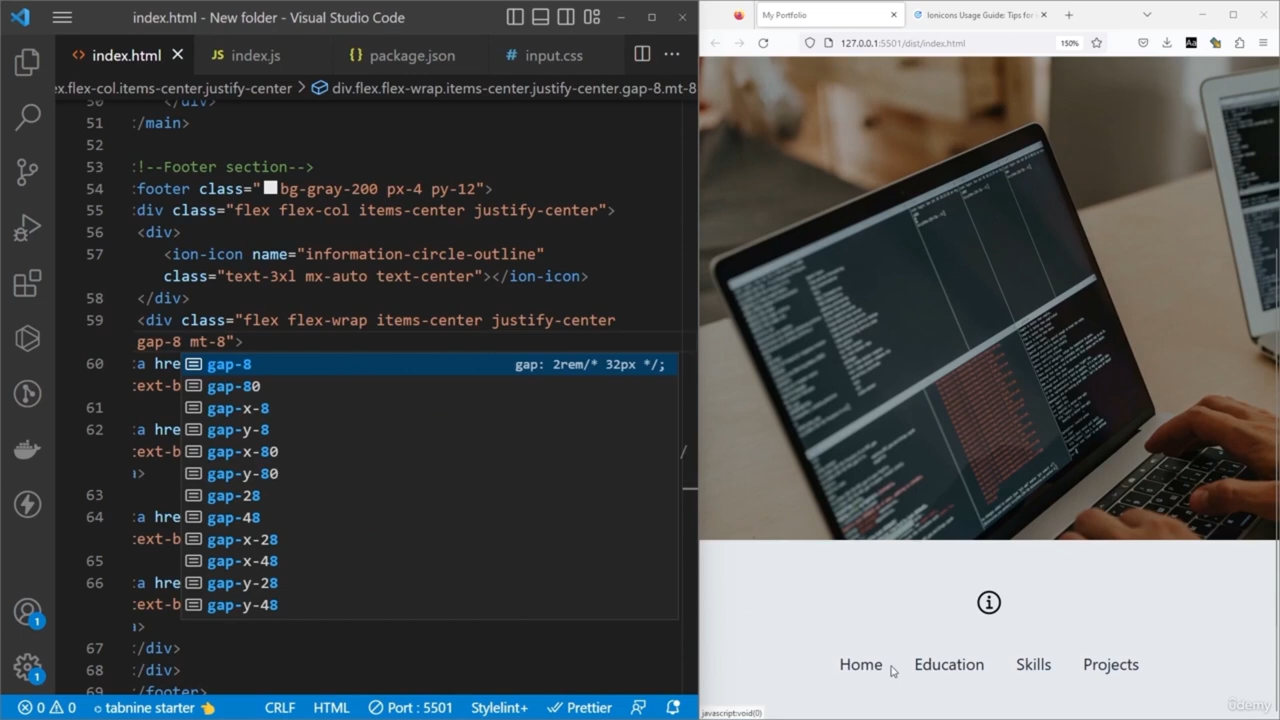 index.html - New folder - Visual Studio Code
index.html
index.js
package.json
input.css
ex.flex-col.items-center.justify-center > div.flex.flex-wrap.items-center.justify-center.gap-8.mt-8
50 </div>
51 :/main>
52
53 :!--Footer section-->
54 :footer class="bg-gray-200 px-4 py-12">
55 :div class="flex flex-col items-center justify-center">
56 <div>
57 <ion-icon name="information-circle-outline"
class="text-3xl mx-auto text-center"></ion-icon>
58 </div>
59 <div class="flex flex-wrap items-center justify-center
gap-8 mt-8">
60 :a hre
:ext-b
61
62 :a hre
:ext-b /
:>
63
64 :a hre
:ext-b
65
66 :a hre
:ext-b
:>
67 :/div>
68 :/div>
69 :/footer>
gap-8 gap: 2rem/* 32px */;
gap-80
gap-x-8
gap-y-8
gap-x-80
gap-y-80
gap-28
gap-48
gap-x-28
gap-x-48
gap-y-28
gap-y-48
1
1
0 0 tabnine starter CRLF HTML Port : 5501 Stylelint+ Prettier
My Portfolio
Ionicons Usage Guide: Tips for
127.0.0.1:5501/dist/index.html
150%
Aa
Home Education Skills Projects
javascript:void(0)
ûdemy